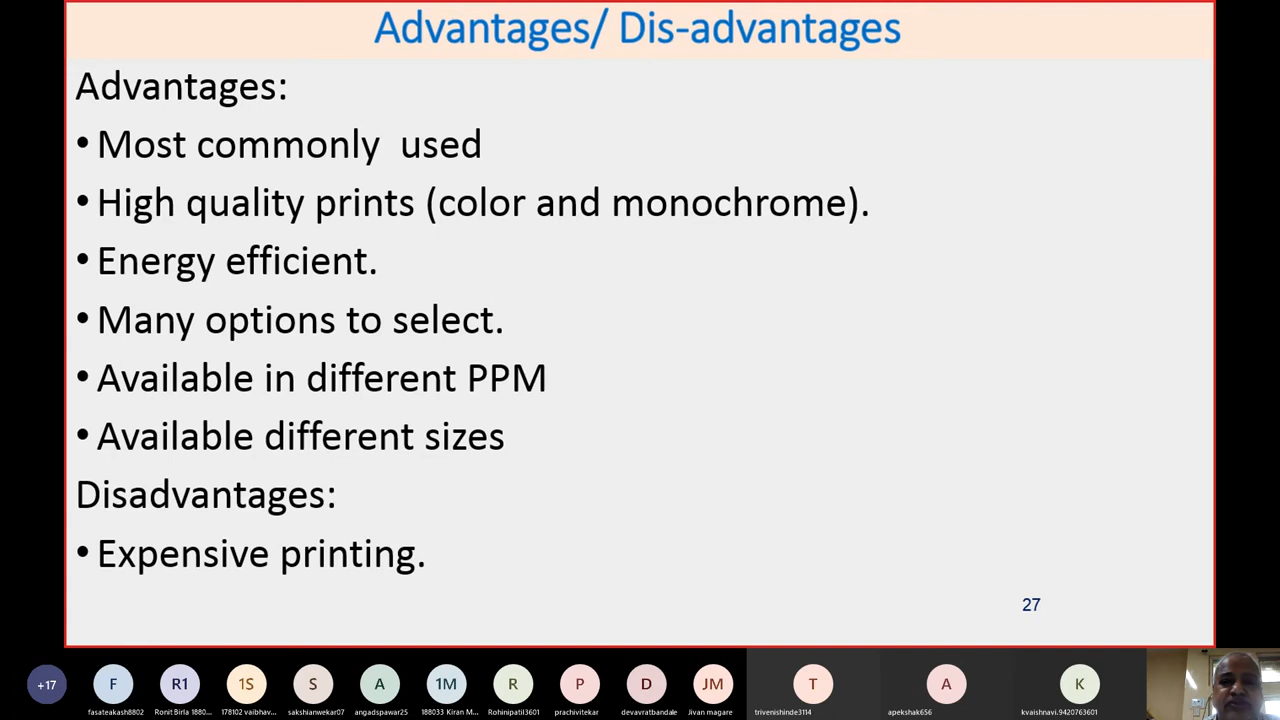 Advantages/ Dis-advantages
Advantages:
• Most commonly  used
• High quality prints (color and monochrome).
• Energy efficient.
• Many options to select.
• Available in different PPM
• Available different sizes
Disadvantages:
• Expensive printing.
27
+17 F R1 1S S A 1M R P D JM T A K
fasateakash8802 Ronit Birla 1880... 178102 vaibhav... sakshianwekar07 angadspawar25 188033 Kiran M... Rohinipatil3601 prachivitekar devavratbandale Jivan magare trivenishinde3114 apekshak656 kvaishnavi.9420763601